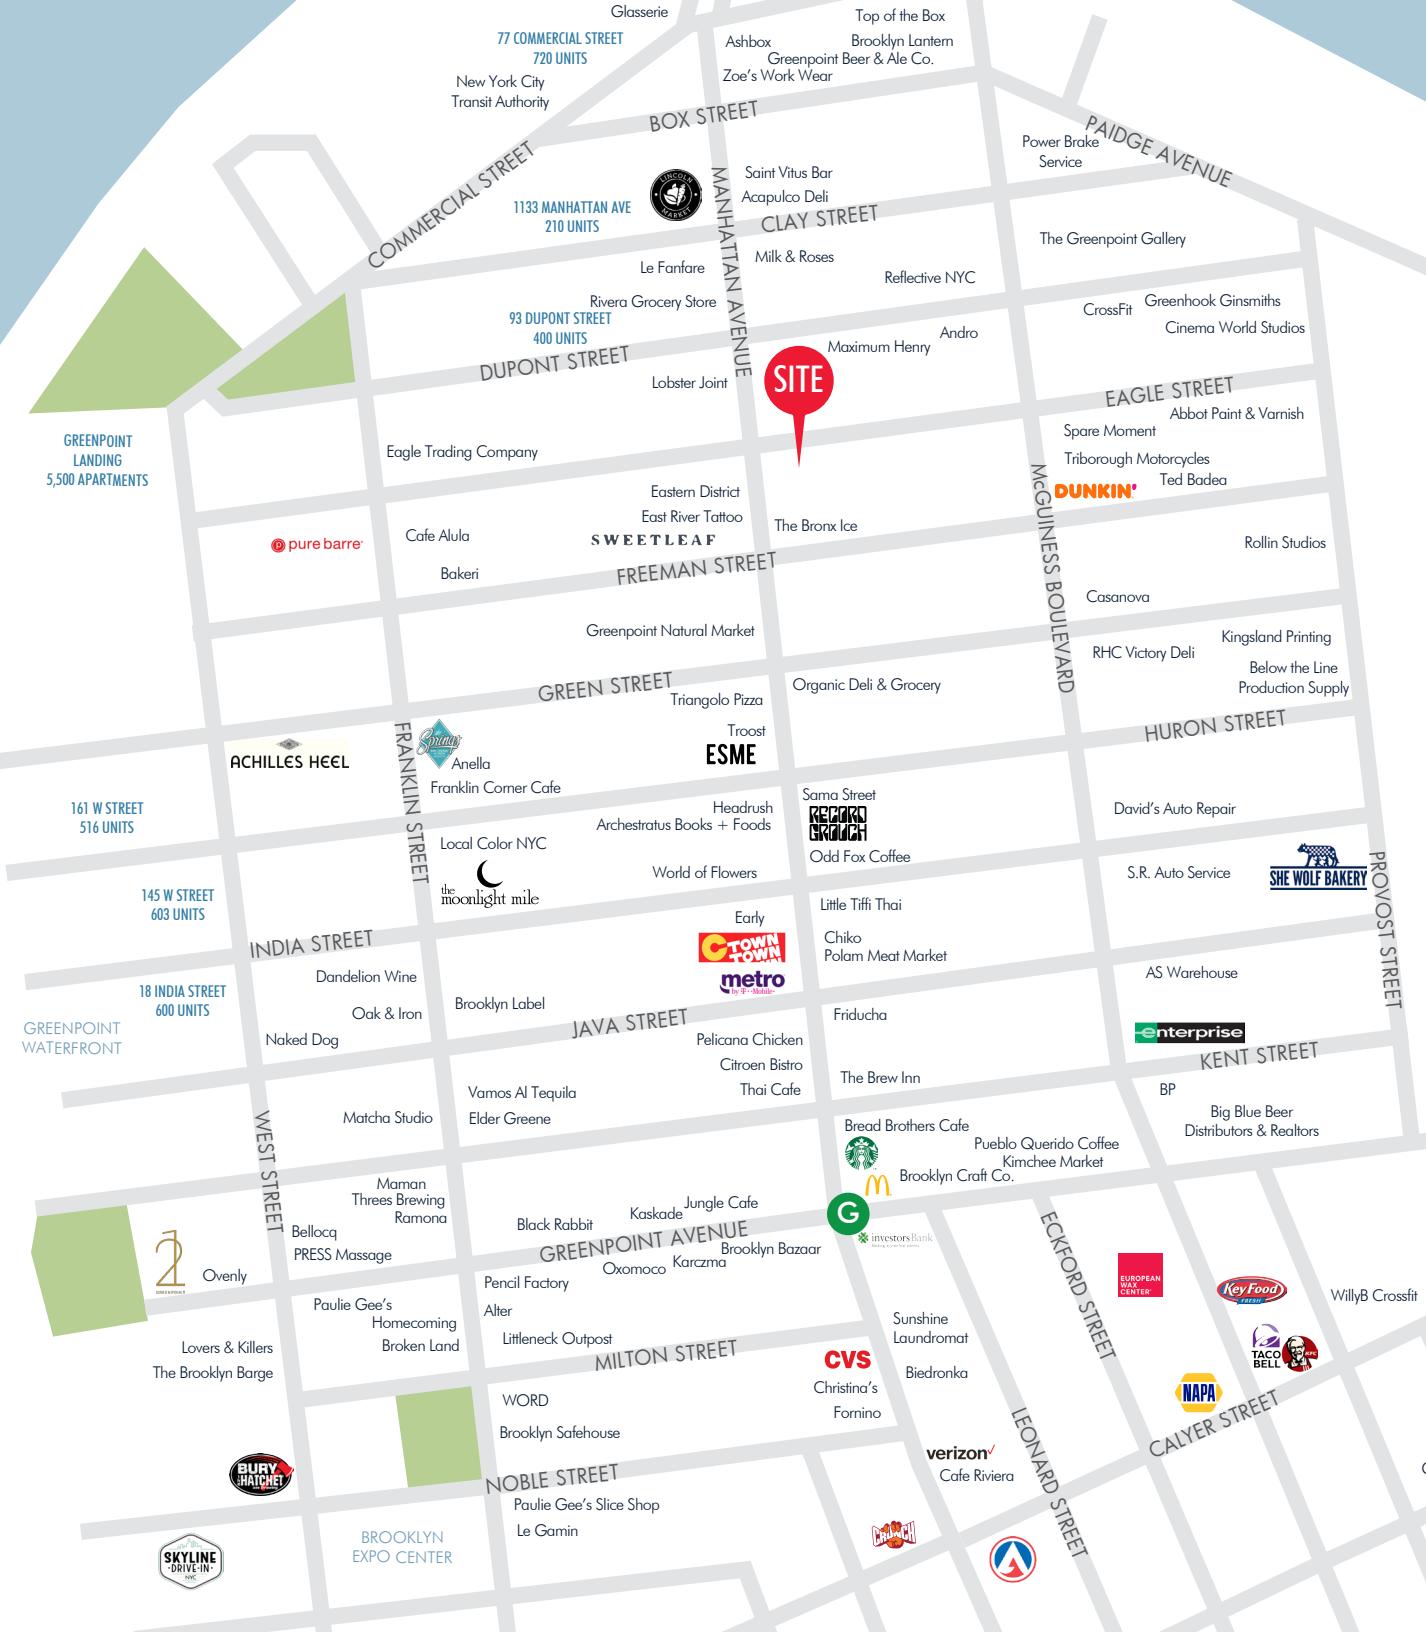 Glasserie
Top of the Box
77 COMMERCIAL STREET
720 UNITS
Ashbox
Brooklyn Lantern
Greenpoint Beer & Ale Co.
Zoe's Work Wear
New York City
Transit Authority
BOX STREET
PAIDGE AVENUE
Power Brake
Service
COMMERCIAL STREET
LINCOLN
MARKET
MANHATTAN AVENUE
Saint Vitus Bar
Acapulco Deli
1133 MANHATTAN AVE
210 UNITS
CLAY STREET
The Greenpoint Gallery
Milk & Roses
Le Fanfare
Reflective NYC
Rivera Grocery Store
93 DUPONT STREET
400 UNITS
CrossFit
Greenhook Ginsmiths
Cinema World Studios
Andro
Maximum Henry
DUPONT STREET
Lobster Joint
SITE
EAGLE STREET
Abbot Paint & Varnish
Spare Moment
GREENPOINT
LANDING
5,500 APARTMENTS
Eagle Trading Company
Triborough Motorcycles
Ted Badea
DUNKIN'
McGUINESS BOULEVARD
Eastern District
East River Tattoo
SWEETLEAF
The Bronx Ice
pure barre
Cafe Alula
Bakeri
Rollin Studios
FREEMAN STREET
Casanova
Greenpoint Natural Market
Kingsland Printing
RHC Victory Deli
Below the Line
Production Supply
GREEN STREET
Triangolo Pizza
Organic Deli & Grocery
HURON STREET
Troost
ESME
ACHILLES HEEL
FRANKLIN STREET
Springs
Anella
Franklin Corner Cafe
161 W STREET
516 UNITS
Headrush
Archestratus Books + Foods
Sama Street
RECORD
GROUCH
David's Auto Repair
Local Color NYC
the
moonlight mile
Odd Fox Coffee
World of Flowers
S.R. Auto Service
SHE WOLF BAKERY
PROVOST STREET
145 W STREET
603 UNITS
Little Tiffi Thai
Early
C TOWN
TOWN
metro
by T-Mobile
Chiko
Polam Meat Market
INDIA STREET
Dandelion Wine
AS Warehouse
18 INDIA STREET
600 UNITS
Oak & Iron
Brooklyn Label
JAVA STREET
Friducha
GREENPOINT
WATERFRONT
Naked Dog
Pelicana Chicken
Citroen Bistro
Thai Cafe
enterprise
KENT STREET
The Brew Inn
BP
Vamos Al Tequila
Elder Greene
Matcha Studio
WEST STREET
Big Blue Beer
Distributors & Realtors
Bread Brothers Cafe
Pueblo Querido Coffee
Kimchee Market
Brooklyn Craft Co.
Maman
Threes Brewing
Ramona
Jungle Cafe
Kaskade
Black Rabbit
G
investorsBank
Bellocq
PRESS Massage
GREENPOINT AVENUE
Brooklyn Bazaar
Karczma
Oxomoco
ECKFORD STREET
21
Ovenly
Pencil Factory
EUROPEAN
WAX
CENTER
Key Food
FRESH
WillyB Crossfit
Paulie Gee's
Homecoming
Broken Land
Alter
Littleneck Outpost
MILTON STREET
Sunshine
Laundromat
TACO
BELL
KFC
Lovers & Killers
The Brooklyn Barge
CVS
Christina's
Fornino
Biedronka
NAPA
CALYER STREET
WORD
Brooklyn Safehouse
LEONARD STREET
verizon
Cafe Riviera
BURY
HATCHET
NOBLE STREET
Paulie Gee's Slice Shop
Le Gamin
BROOKLYN
EXPO CENTER
CRUNCH
SKYLINE
DRIVE-IN
NYC